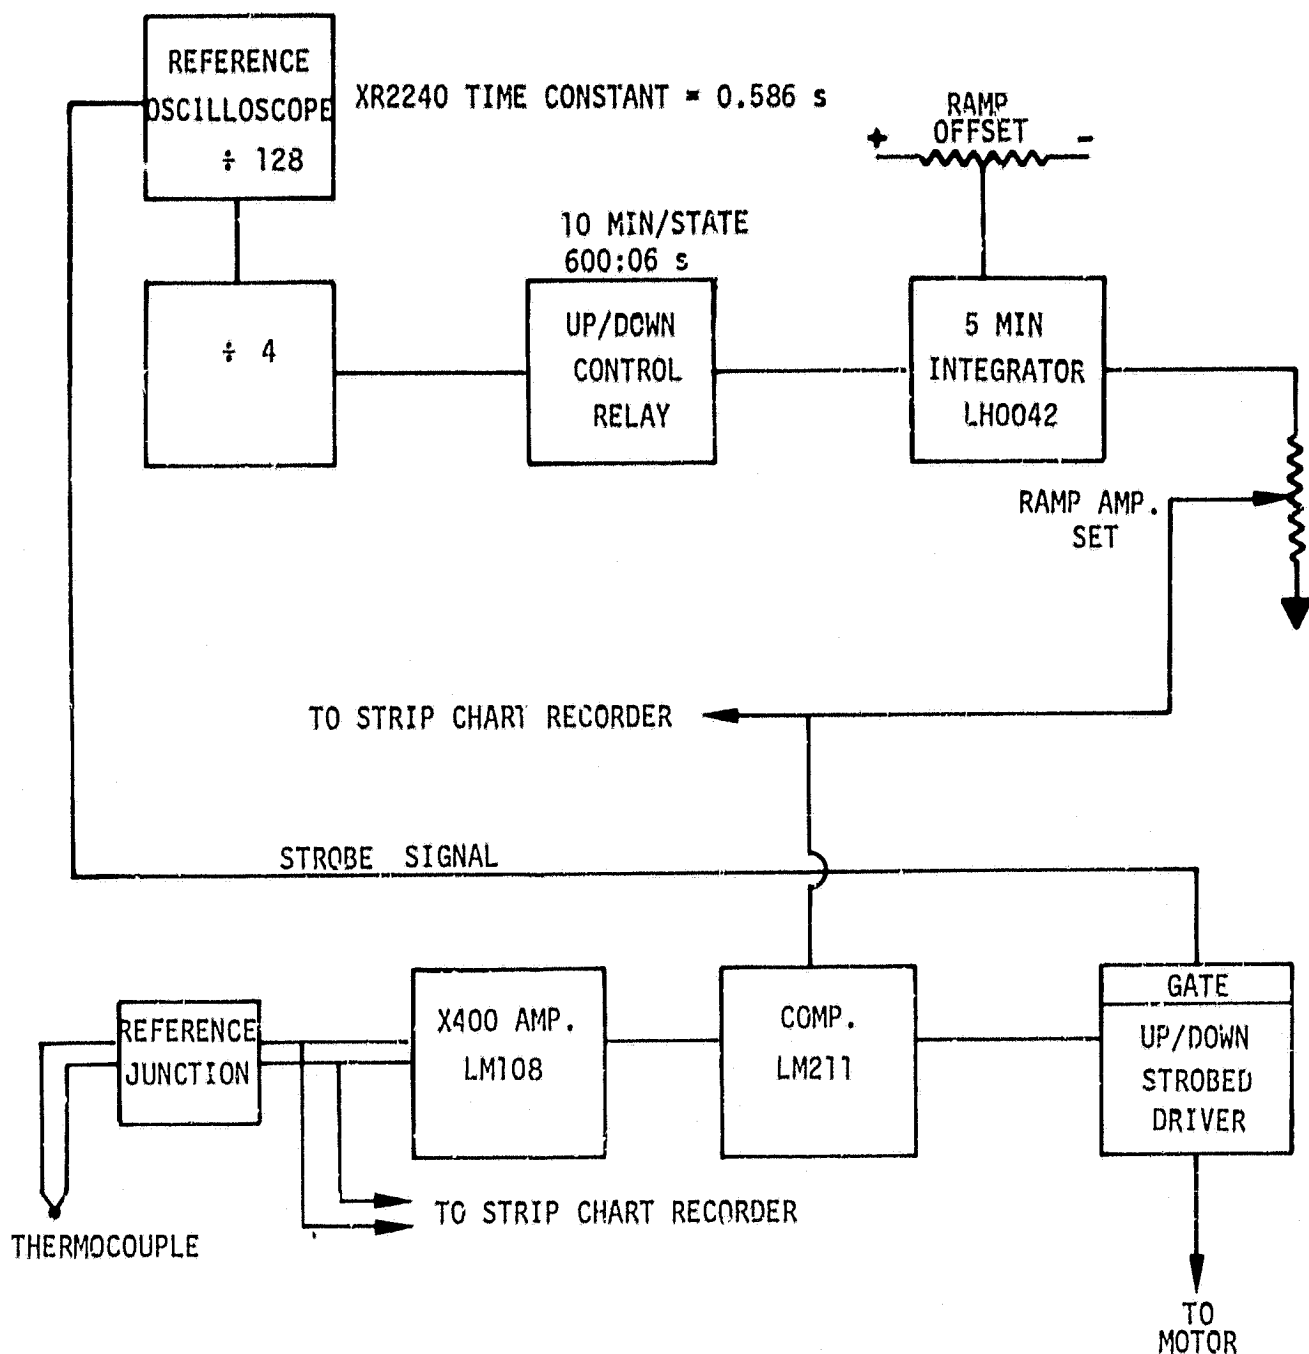 REFERENCE
OSCILLOSCOPE
÷ 128
XR2240 TIME CONSTANT = 0.586 s
RAMP
OFFSET
+ -
10 MIN/STATE
600:06 s
÷ 4
UP/DOWN
CONTROL
RELAY
5 MIN
INTEGRATOR
LH0042
RAMP AMP.
SET
TO STRIP CHART RECORDER
STROBE SIGNAL
REFERENCE
JUNCTION
X400 AMP.
LM108
COMP.
LM211
GATE
UP/DOWN
STROBED
DRIVER
TO STRIP CHART RECORDER
THERMOCOUPLE
TO
MOTOR